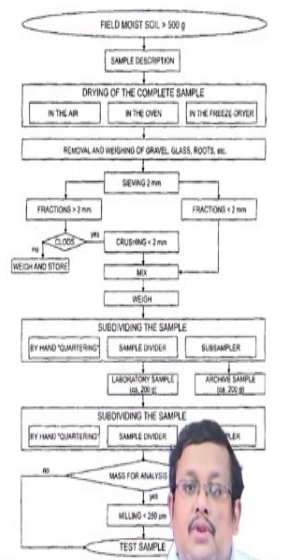 FIELD MOIST SOIL > 500 g
SAMPLE DESCRIPTION
DRYING OF THE COMPLETE SAMPLE
IN THE AIR
IN THE OVEN
IN THE FREEZE-DRYER
REMOVAL AND WEIGHING OF GRAVEL, GLASS, ROOTS, etc.
SIEVING 2 mm
FRACTIONS > 2 mm
FRACTIONS < 2 mm
CLODS
yes
CRUSHING < 2 mm
no
WEIGH AND STORE
MIX
WEIGH
SUBDIVIDING THE SAMPLE
BY HAND "QUARTERING"
SAMPLE DIVIDER
SUBSAMPLER
LABORATORY SAMPLE
(ca. 200 g)
ARCHIVE SAMPLE
(ca. 200 g)
SUBDIVIDING THE SAMPLE
BY HAND "QUARTERING"
SAMPLE DIVIDER
PLER
no
MASS FOR ANALYSIS
yes
MILLING < 250 µm
TEST SAMPLE